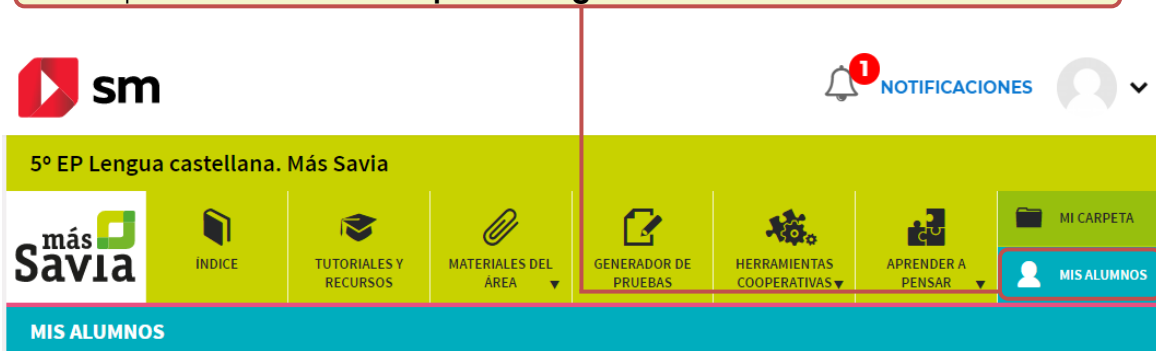 sm
1
NOTIFICACIONES
5º EP Lengua castellana. Más Savia
más
Savia
ÍNDICE
TUTORIALES Y
RECURSOS
MATERIALES DEL
ÁREA
GENERADOR DE
PRUEBAS
HERRAMIENTAS
COOPERATIVAS
APRENDER A
PENSAR
MI CARPETA
MIS ALUMNOS
MIS ALUMNOS